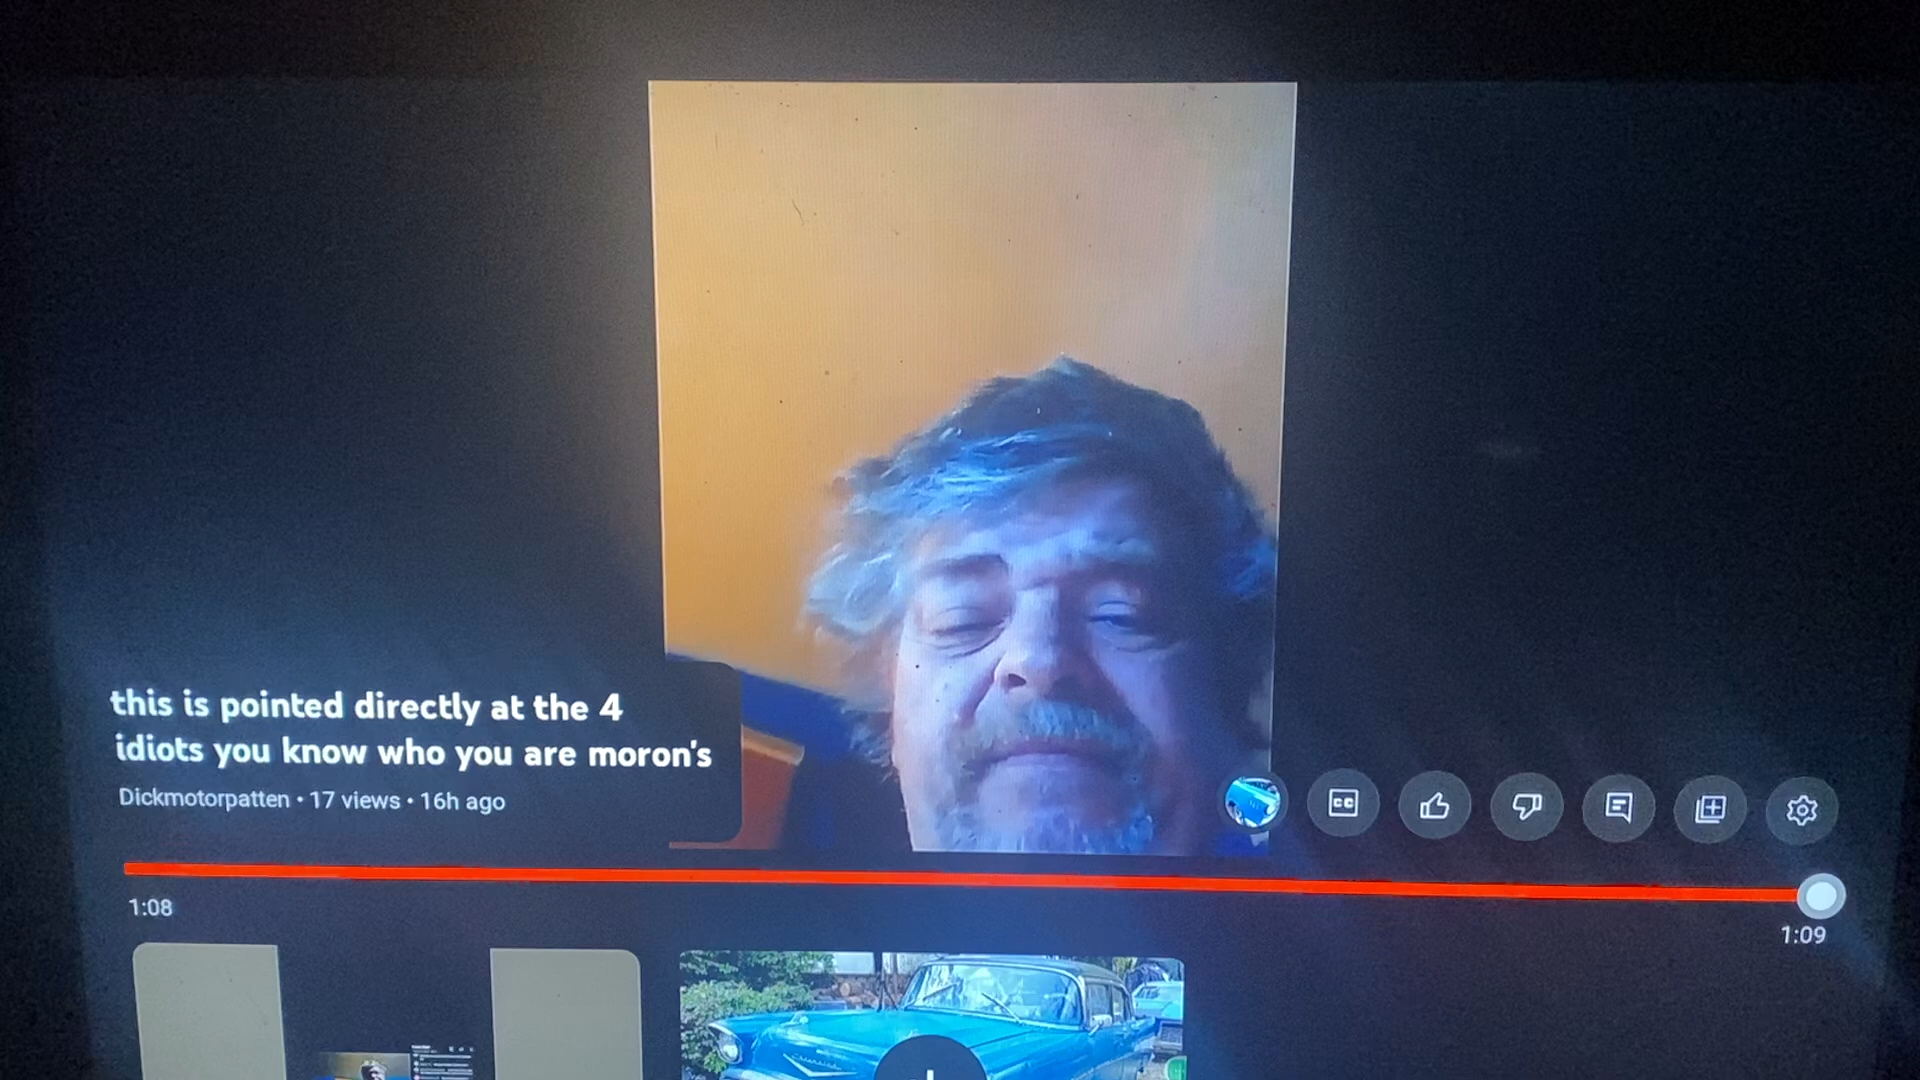 this is pointed directly at the 4
idiots you know who you are moron's
Dickmotorpatten • 17 views • 16h ago
CC
1:08
1:09